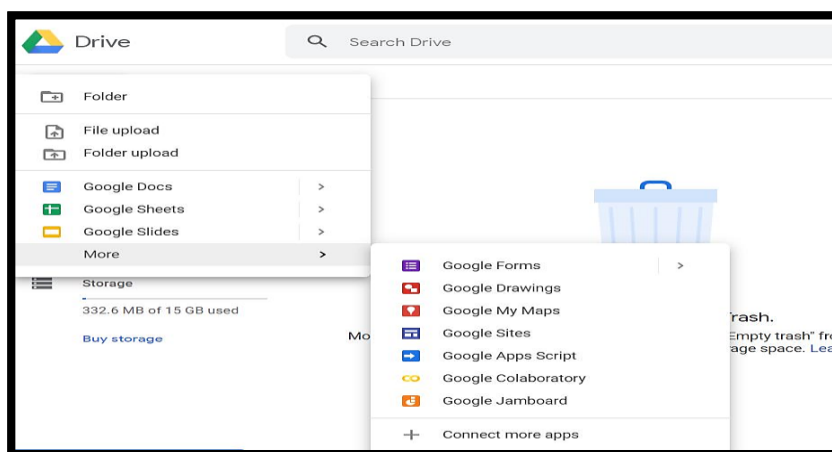 Drive
Search Drive
Folder
File upload
Folder upload
Google Docs >
Google Sheets >
Google Slides >
More >
Storage
332.6 MB of 15 GB used
Buy storage
Google Forms >
Google Drawings
Google My Maps
Google Sites
Google Apps Script
Google Colaboratory
Google Jamboard
Connect more apps
rash.
Mo
Empty trash" fre
age space. Lea